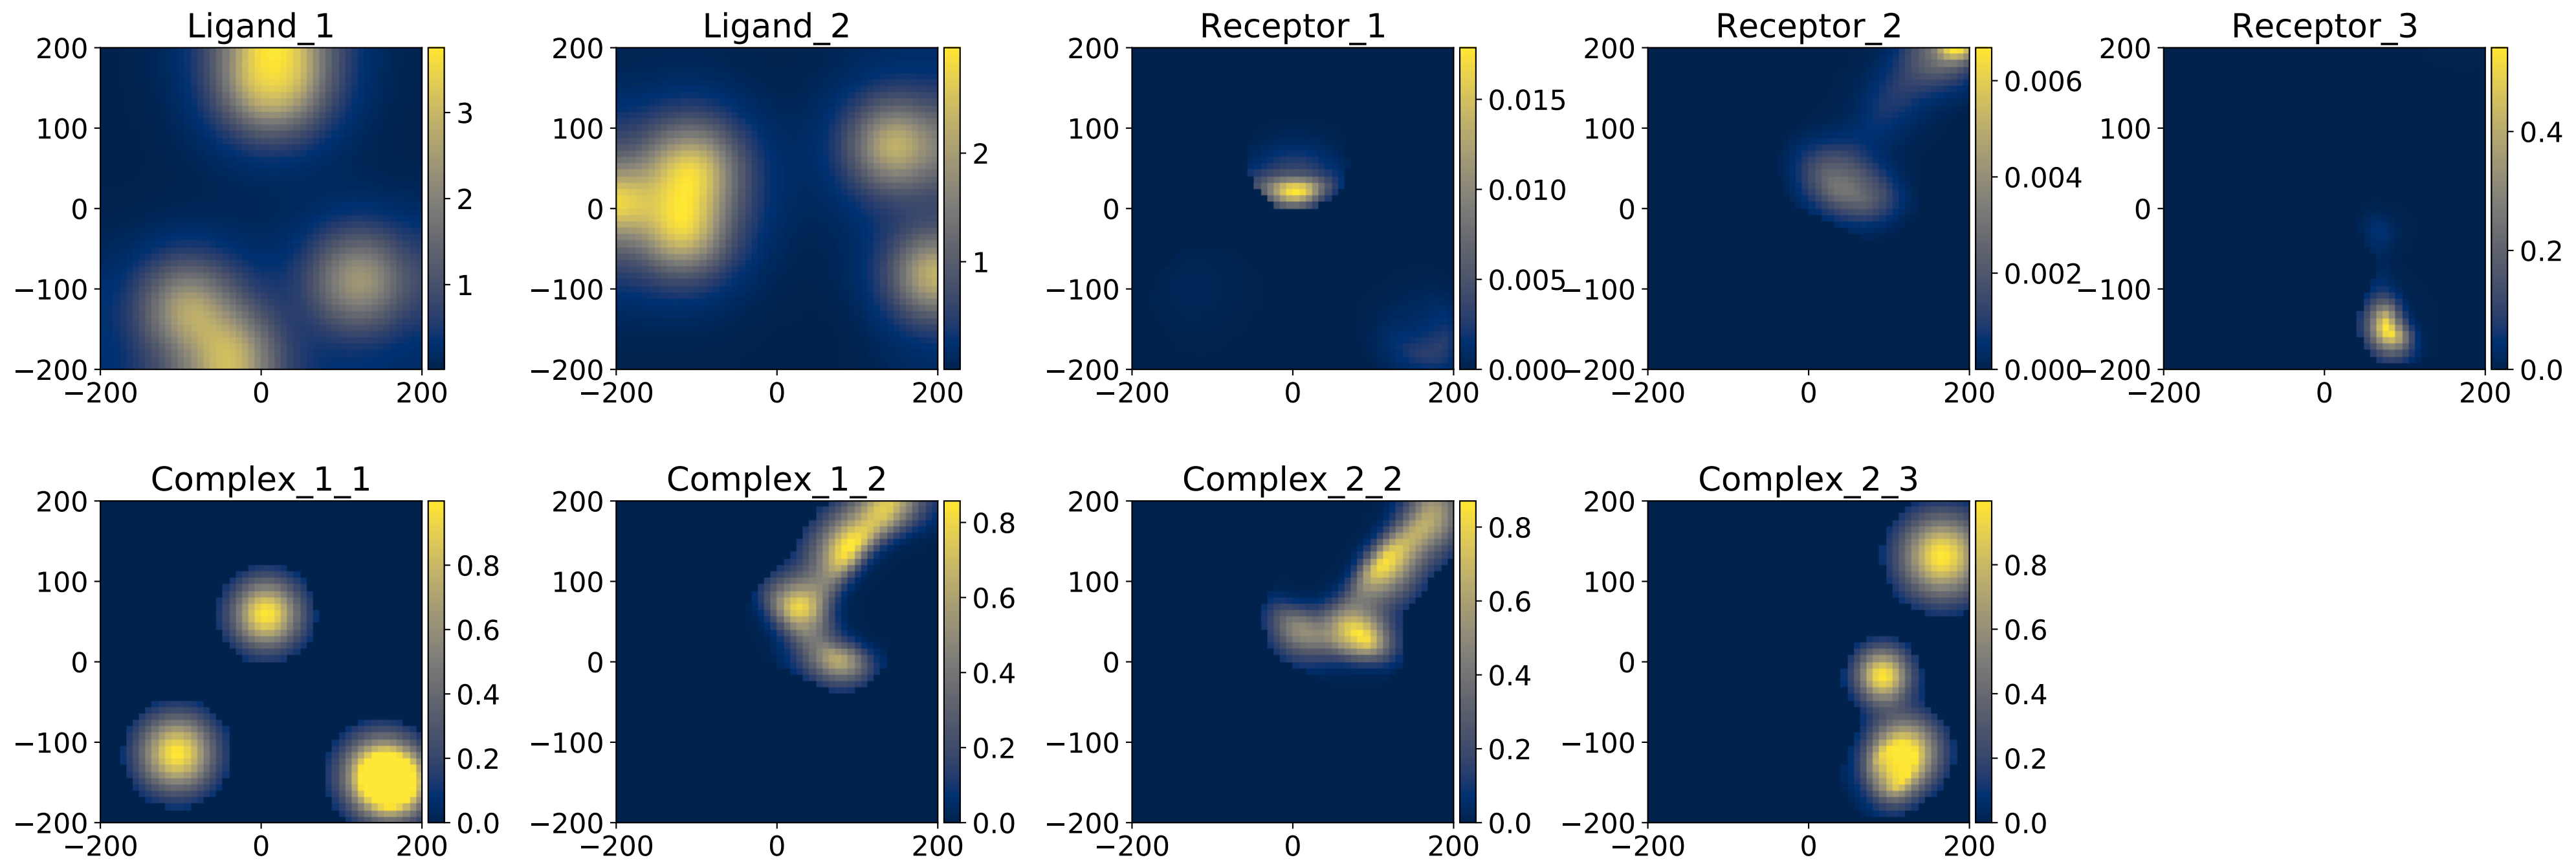 Ligand_1 Ligand_2 Receptor_1 Receptor_2 Receptor_3
200 200 200 200 200
3 2 0.015 0.006 0.4
100 100 100 100 100
2 1 0.010 0.004 0.2
0 0 0 0 0
1 0.005 0.002 0.0
−100 −100 −100 −100 −100
0.000 0.000
−200 −200 −200 −200 −200
−200 0 200 −200 0 200 −200 0 200 −200 0 200 −200 0 200
Complex_1_1 Complex_1_2 Complex_2_2 Complex_2_3
200 200 200 200
0.8 0.8 0.8 0.8
100 100 100 100
0.6 0.6 0.6 0.6
0 0 0 0
0.4 0.4 0.4 0.4
−100 −100 −100 −100
0.2 0.2 0.2 0.2
−200 0.0 −200 0.0 −200 0.0 −200 0.0
−200 0 200 −200 0 200 −200 0 200 −200 0 200